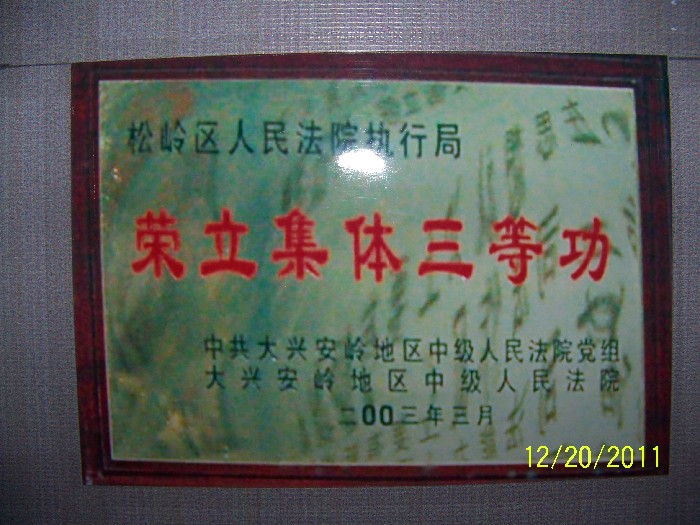 松岭区人民法院执行局
荣立集体三等功
中共大兴安岭地区中级人民法院党组
大兴安岭地区中级人民法院
二00三年三月
12/20/2011